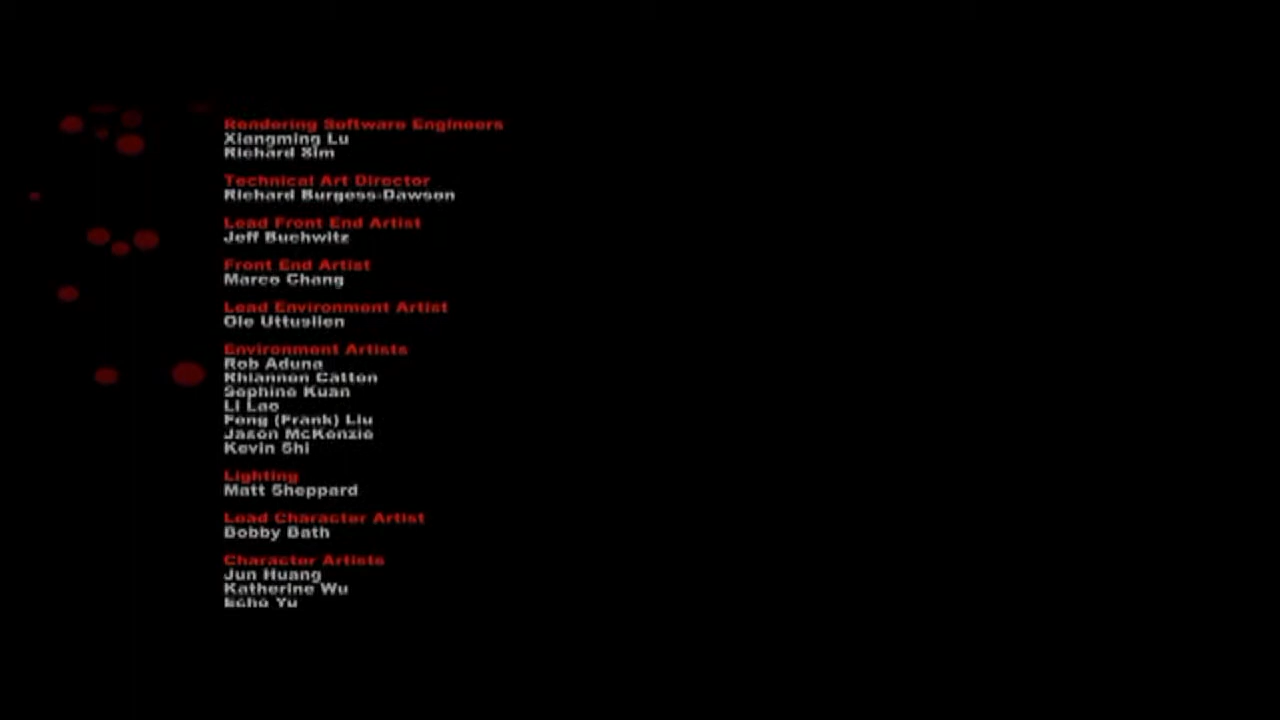 Rendering Software Engineers
Xiangming Lu
Richard Sim
Technical Art Director
Richard Burgess-Dawson
Lead Front End Artist
Jeff Buchwitz
Front End Artist
Marco Chang
Lead Environment Artist
Ole
Environment Artists
Rob Aduna
Rhiannon Catton
Sophine Kuan
Li Lao
Feng (Frank) Liu
Jason McKenzie
Kevin Shi
Lighting
Matt Sheppard
Lead Character Artist
Bobby Bath
Character Artists
Jun Huang
Katherine Wu
Echo Yu